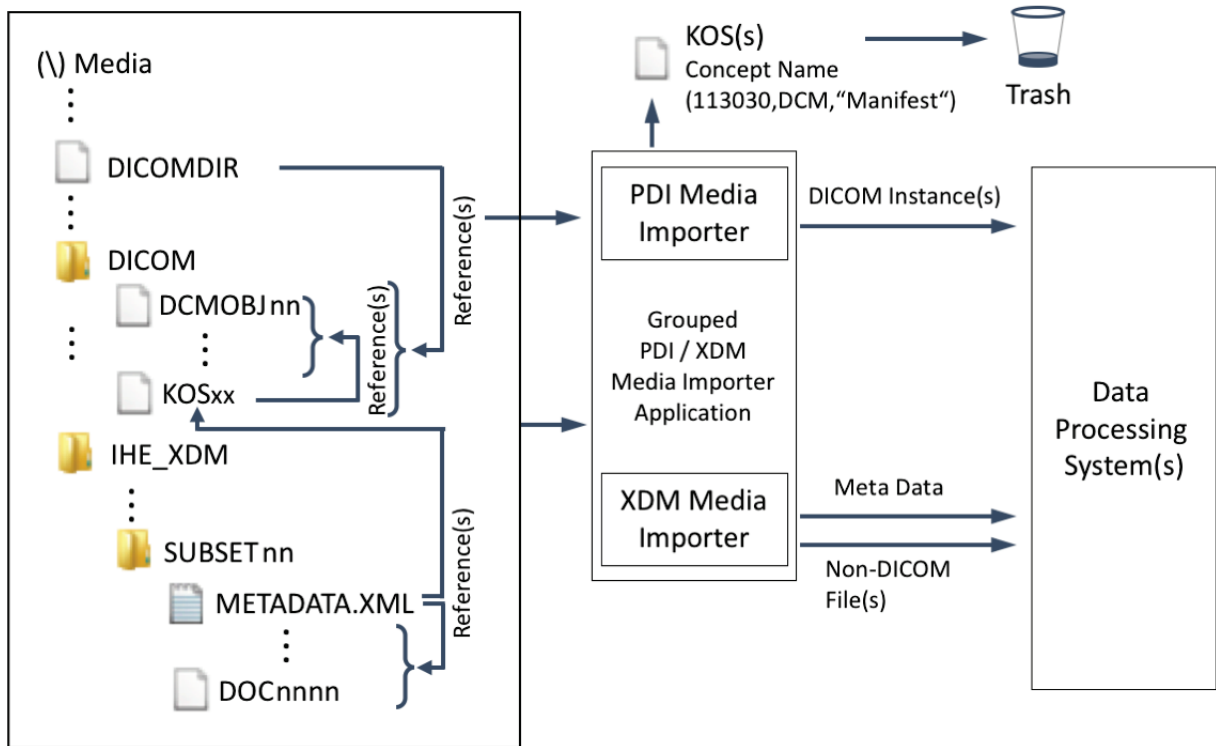 (\) Media
DICOMDIR
DICOM
DCMOBJnn
KOSxx
IHE_XDM
SUBSETnn
METADATA.XML
DOCnnnn
Reference(s)
Reference(s)
Reference(s)
KOS(s)
Concept Name
(113030,DCM,“Manifest“)
Trash
PDI Media
Importer
Grouped
PDI / XDM
Media Importer
Application
XDM Media
Importer
DICOM Instance(s)
Meta Data
Non-DICOM
File(s)
Data
Processing
System(s)